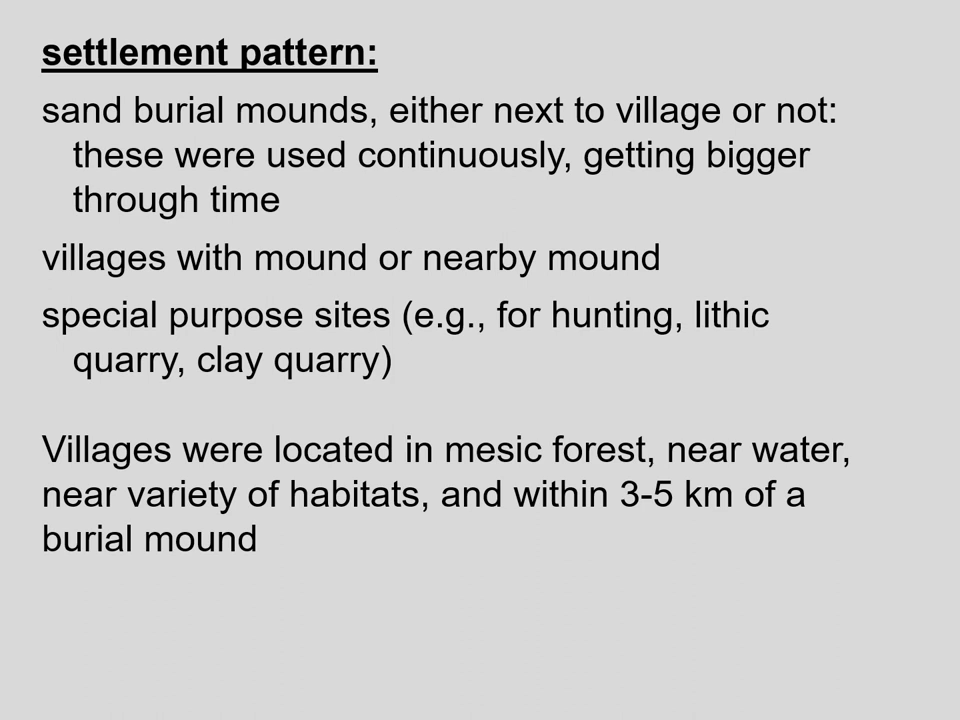 settlement pattern:
sand burial mounds, either next to village or not:
these were used continuously, getting bigger
through time
villages with mound or nearby mound
special purpose sites (e.g., for hunting, lithic
quarry, clay quarry)
Villages were located in mesic forest, near water,
near variety of habitats, and within 3-5 km of a
burial mound